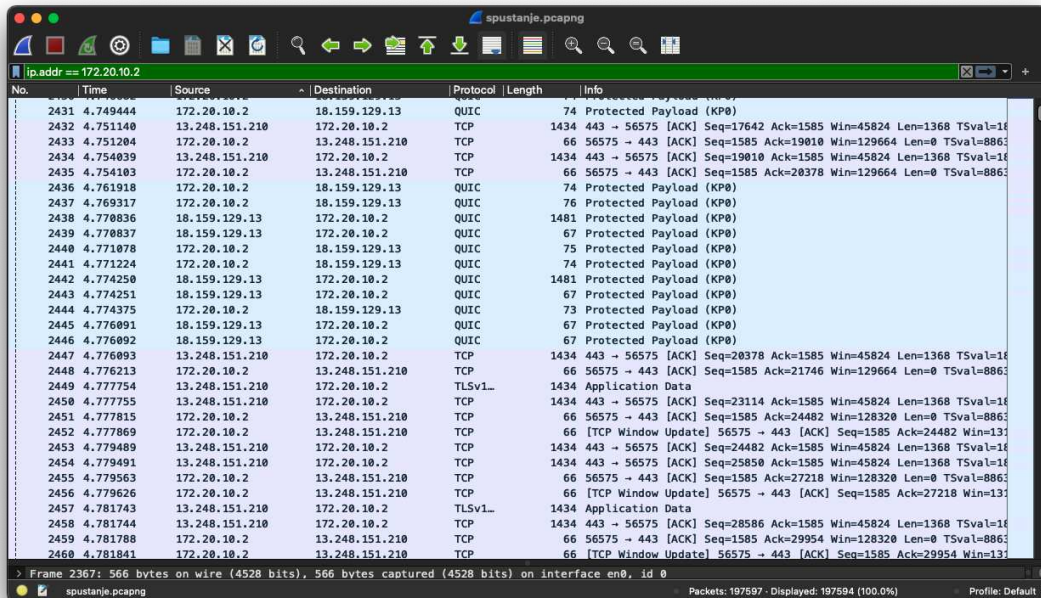 spustanje.pcapng
ip.addr == 172.20.10.2
No. Time Source Destination Protocol Length Info
2431 4.749444 172.20.10.2 18.159.129.13 QUIC 74 Protected Payload (KP0)
2432 4.751140 13.248.151.210 172.20.10.2 TCP 1434 443 → 56575 [ACK] Seq=17642 Ack=1585 Win=45824 Len=1368 TSval=18
2433 4.751204 172.20.10.2 13.248.151.210 TCP 66 56575 → 443 [ACK] Seq=1585 Ack=19010 Win=129664 Len=0 TSval=8863
2434 4.754039 13.248.151.210 172.20.10.2 TCP 1434 443 → 56575 [ACK] Seq=19010 Ack=1585 Win=45824 Len=1368 TSval=18
2435 4.754103 172.20.10.2 13.248.151.210 TCP 66 56575 → 443 [ACK] Seq=1585 Ack=20378 Win=129664 Len=0 TSval=8863
2436 4.761918 172.20.10.2 18.159.129.13 QUIC 74 Protected Payload (KP0)
2437 4.769317 172.20.10.2 18.159.129.13 QUIC 76 Protected Payload (KP0)
2438 4.770836 18.159.129.13 172.20.10.2 QUIC 1481 Protected Payload (KP0)
2439 4.770837 18.159.129.13 172.20.10.2 QUIC 67 Protected Payload (KP0)
2440 4.771078 172.20.10.2 18.159.129.13 QUIC 75 Protected Payload (KP0)
2441 4.771224 172.20.10.2 18.159.129.13 QUIC 74 Protected Payload (KP0)
2442 4.774250 18.159.129.13 172.20.10.2 QUIC 1481 Protected Payload (KP0)
2443 4.774251 18.159.129.13 172.20.10.2 QUIC 67 Protected Payload (KP0)
2444 4.774375 172.20.10.2 18.159.129.13 QUIC 73 Protected Payload (KP0)
2445 4.776091 18.159.129.13 172.20.10.2 QUIC 67 Protected Payload (KP0)
2446 4.776092 18.159.129.13 172.20.10.2 QUIC 67 Protected Payload (KP0)
2447 4.776093 13.248.151.210 172.20.10.2 TCP 1434 443 → 56575 [ACK] Seq=20378 Ack=1585 Win=45824 Len=1368 TSval=18
2448 4.776213 172.20.10.2 13.248.151.210 TCP 66 56575 → 443 [ACK] Seq=1585 Ack=21746 Win=129664 Len=0 TSval=8863
2449 4.777754 13.248.151.210 172.20.10.2 TLSv1… 1434 Application Data
2450 4.777755 13.248.151.210 172.20.10.2 TCP 1434 443 → 56575 [ACK] Seq=23114 Ack=1585 Win=45824 Len=1368 TSval=18
2451 4.777815 172.20.10.2 13.248.151.210 TCP 66 56575 → 443 [ACK] Seq=1585 Ack=24482 Win=128320 Len=0 TSval=8863
2452 4.777869 172.20.10.2 13.248.151.210 TCP 66 [TCP Window Update] 56575 → 443 [ACK] Seq=1585 Ack=24482 Win=131
2453 4.779489 13.248.151.210 172.20.10.2 TCP 1434 443 → 56575 [ACK] Seq=24482 Ack=1585 Win=45824 Len=1368 TSval=18
2454 4.779491 13.248.151.210 172.20.10.2 TCP 1434 443 → 56575 [ACK] Seq=25850 Ack=1585 Win=45824 Len=1368 TSval=18
2455 4.779563 172.20.10.2 13.248.151.210 TCP 66 56575 → 443 [ACK] Seq=1585 Ack=27218 Win=128320 Len=0 TSval=8863
2456 4.779626 172.20.10.2 13.248.151.210 TCP 66 [TCP Window Update] 56575 → 443 [ACK] Seq=1585 Ack=27218 Win=131
2457 4.781743 13.248.151.210 172.20.10.2 TLSv1… 1434 Application Data
2458 4.781744 13.248.151.210 172.20.10.2 TCP 1434 443 → 56575 [ACK] Seq=28586 Ack=1585 Win=45824 Len=1368 TSval=18
2459 4.781788 172.20.10.2 13.248.151.210 TCP 66 56575 → 443 [ACK] Seq=1585 Ack=29954 Win=128320 Len=0 TSval=8863
2460 4.781841 172.20.10.2 13.248.151.210 TCP 66 [TCP Window Update] 56575 → 443 [ACK] Seq=1585 Ack=29954 Win=131
> Frame 2367: 566 bytes on wire (4528 bits), 566 bytes captured (4528 bits) on interface en0, id 0
spustanje.pcapng Packets: 197597 · Displayed: 197594 (100.0%) Profile: Default